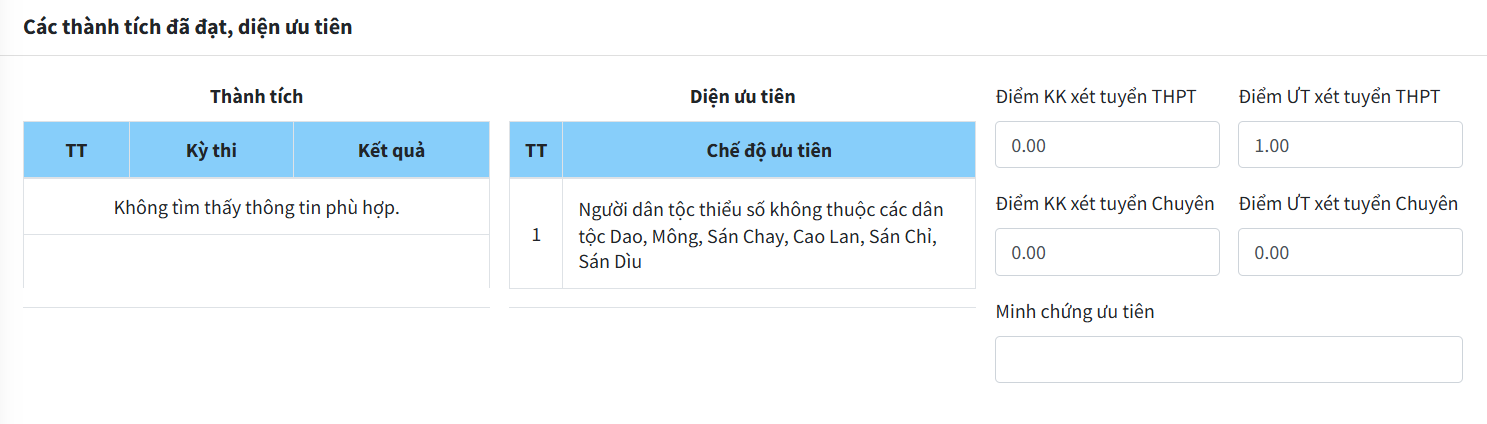 Các thành tích đã đạt, diện ưu tiên
Thành tích
TT Kỳ thi Kết quả
Không tìm thấy thông tin phù hợp.
Diện ưu tiên
TT Chế độ ưu tiên
1 Người dân tộc thiểu số không thuộc các dân
tộc Dao, Mông, Sán Chay, Cao Lan, Sán Chỉ,
Sán Dìu
Điểm KK xét tuyển THPT Điểm ƯT xét tuyển THPT
0.00 1.00
Điểm KK xét tuyển Chuyên Điểm ƯT xét tuyển Chuyên
0.00 0.00
Minh chứng ưu tiên